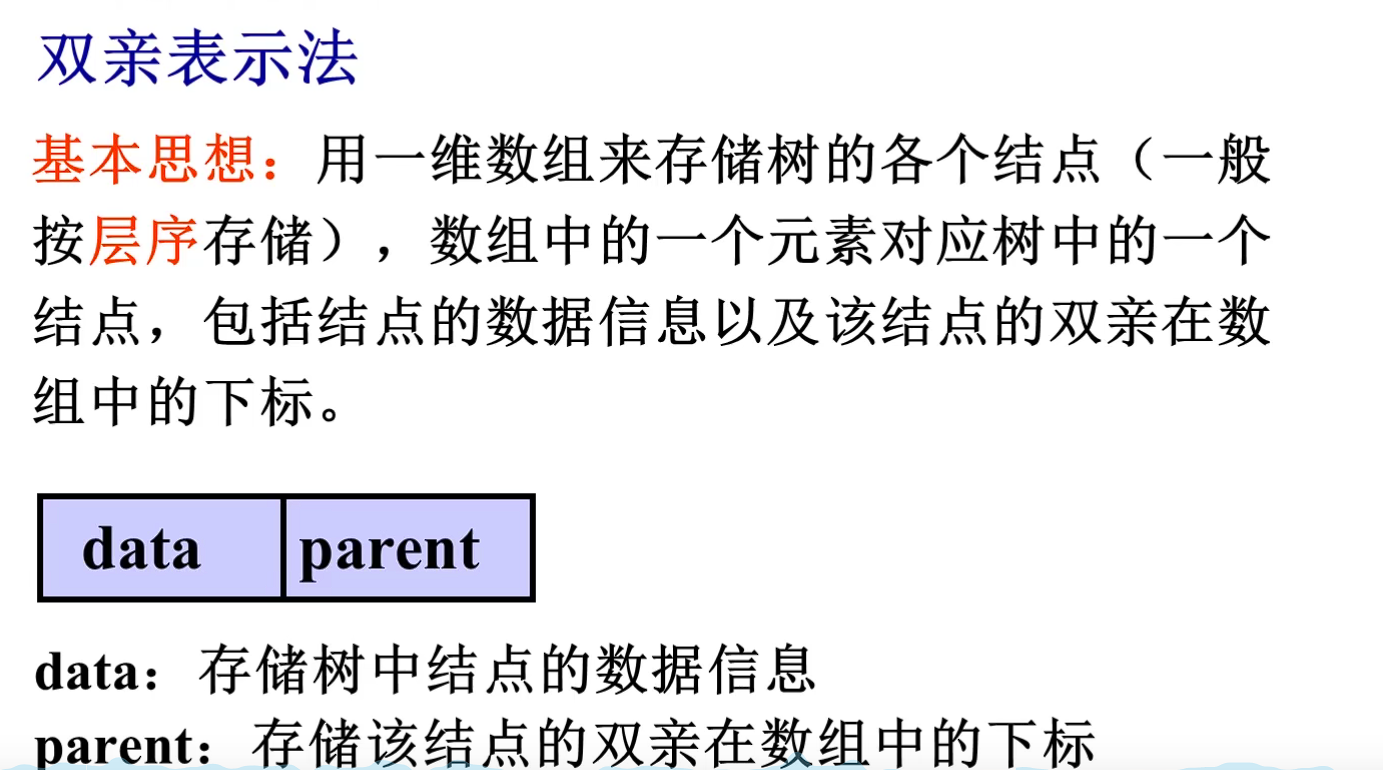 双亲表示法
基本思想：用一维数组来存储树的各个结点（一般
按层序存储），数组中的一个元素对应树中的一个
结点，包括结点的数据信息以及该结点的双亲在数
组中的下标。
data parent
data：存储树中结点的数据信息
parent：存储该结点的双亲在数组中的下标